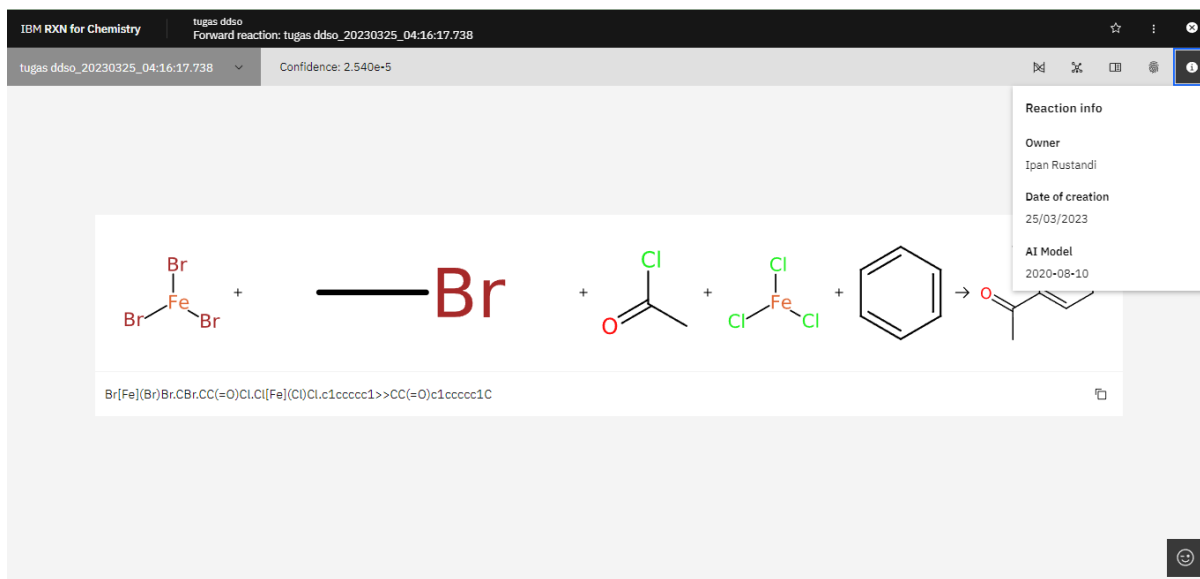 IBM RXN for Chemistry
tugas ddso
Forward reaction: tugas ddso_20230325_04:16:17.738
tugas ddso_20230325_04:16:17.738
Confidence: 2.540e-5
Reaction info
Owner
Ipan Rustandi
Date of creation
25/03/2023
AI Model
2020-08-10
Br
Fe
Br
Br
+
Br
+
Cl
O
+
Cl
Fe
Cl
Cl
+
→
O
Br[Fe](Br)Br.CBr.CC(=O)Cl.Cl[Fe](Cl)Cl.c1ccccc1>>CC(=O)c1ccccc1C